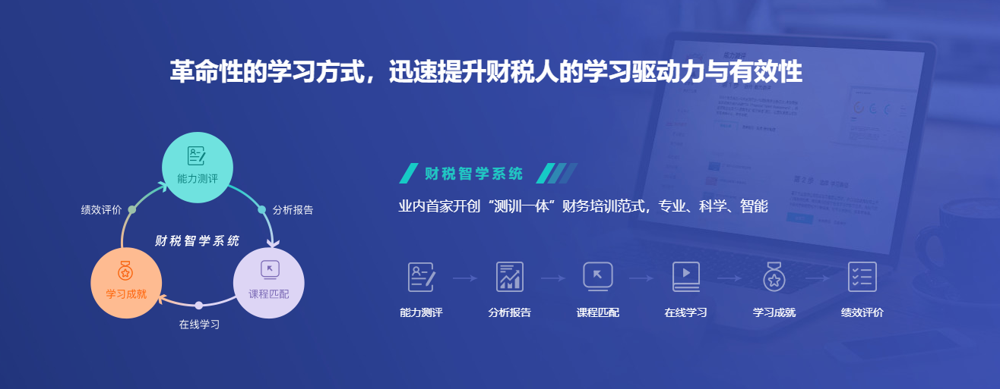 革命性的学习方式，迅速提升财税人的学习驱动力与有效性
能力测评
绩效评价
分析报告
财税智学系统
学习成就
课程匹配
在线学习
财税智学系统
业内首家开创“测训一体”财务培训范式，专业、科学、智能
能力测评 分析报告 课程匹配 在线学习 学习成就 绩效评价
能力测评